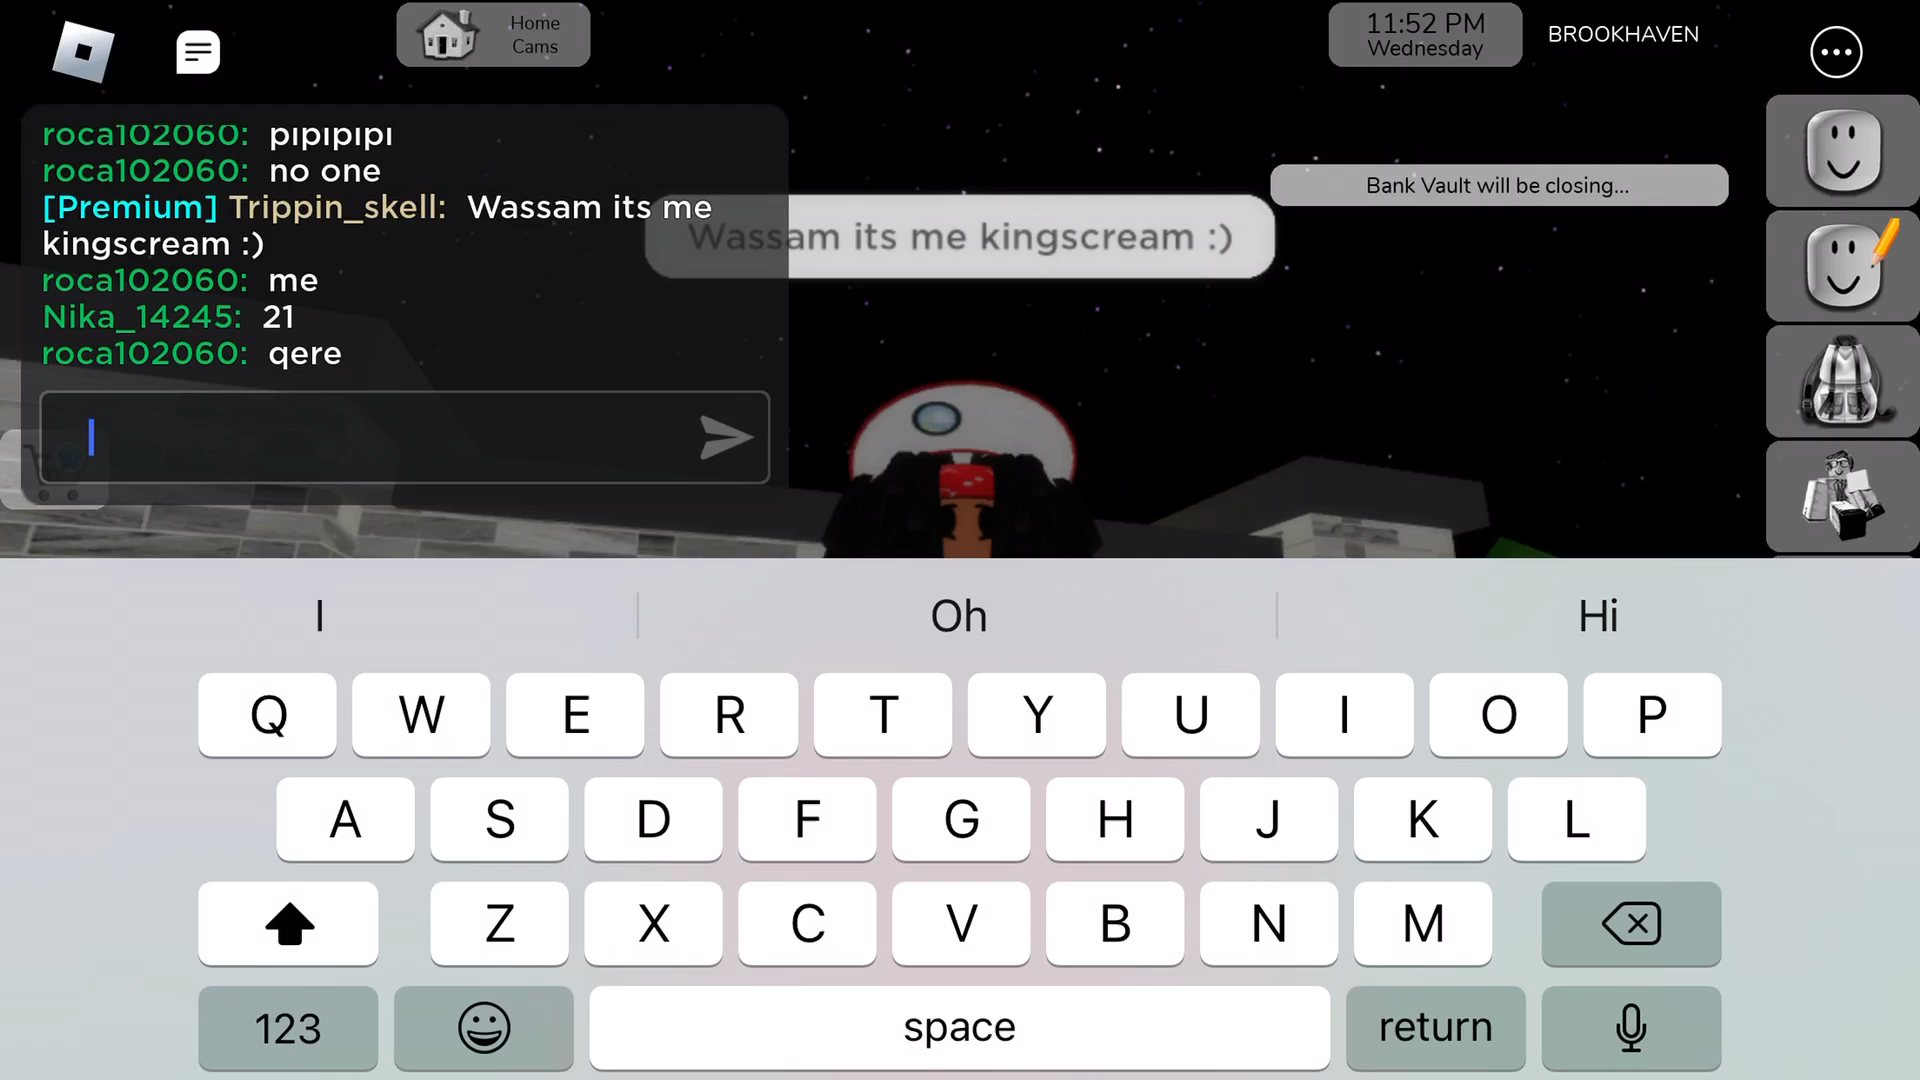 Home
Cams
11:52 PM
Wednesday
BROOKHAVEN
roca102060: pipipipi
roca102060: no one
[Premium] Trippin_skell: Wassam its me
kingscream :)
roca102060: me
Nika_14245: 21
roca102060: qere
Wassam its me kingscream :)
Bank Vault will be closing...
I Oh Hi
Q W E R T Y U I O P
A S D F G H J K L
Z X C V B N M
123 space return